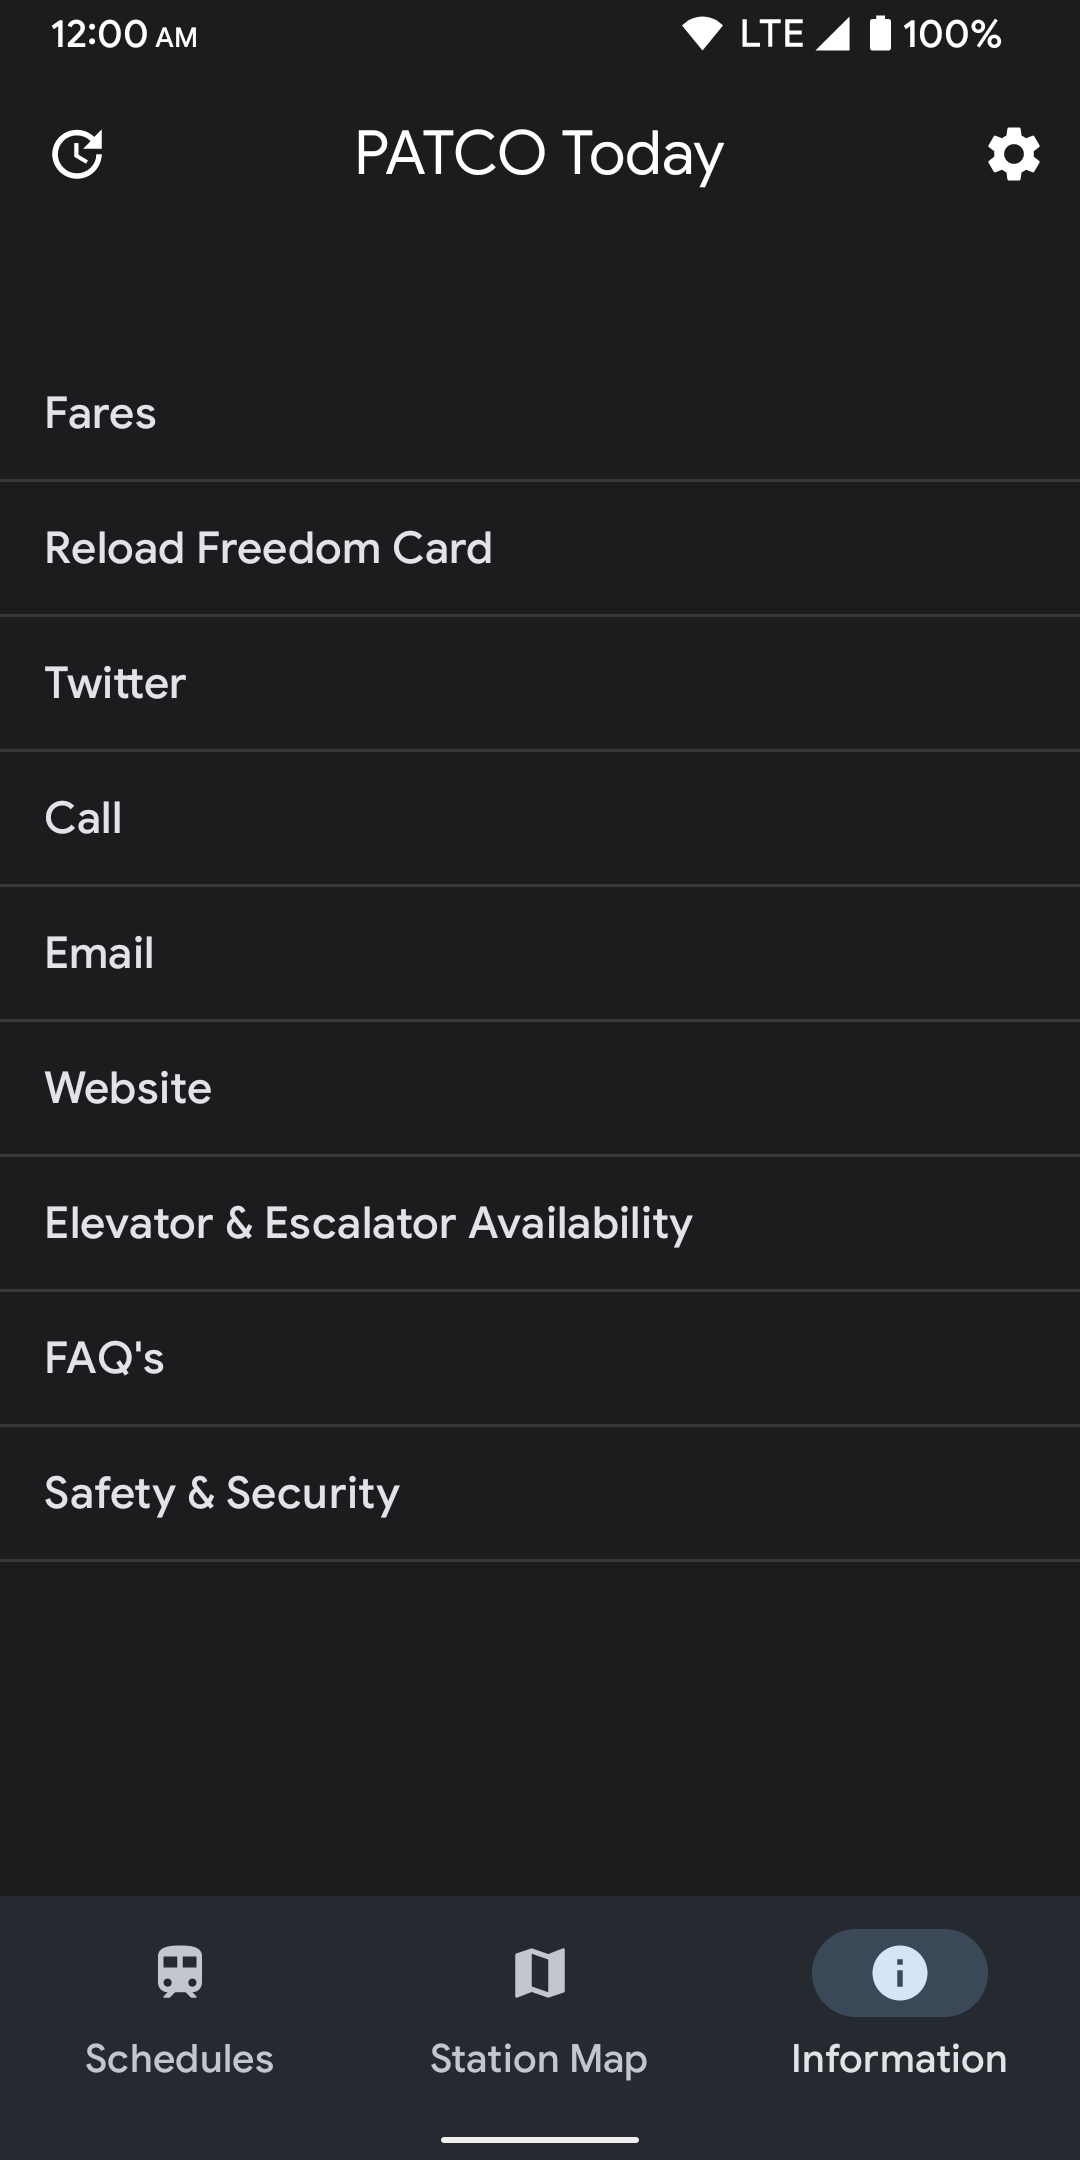 12:00 AM LTE 100%
PATCO Today
Fares
Reload Freedom Card
Twitter
Call
Email
Website
Elevator & Escalator Availability
FAQ's
Safety & Security
Schedules Station Map Information